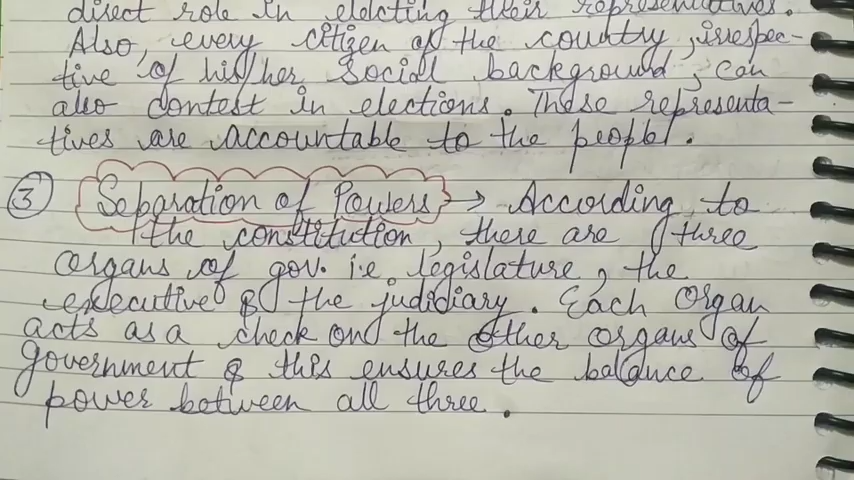 direct role in electing their representatives.
Also, every citizen of the country, irrespec-
tive of his/her social background, can
also contest in elections. These representa-
tives are accountable to the people.
③ Separation of Powers → According to
the constitution, there are three
organs of gov. i.e legislature, the
executive & the judidiary. Each organ
acts as a check on the other organs of
government & this ensures the balance of
power between all three.